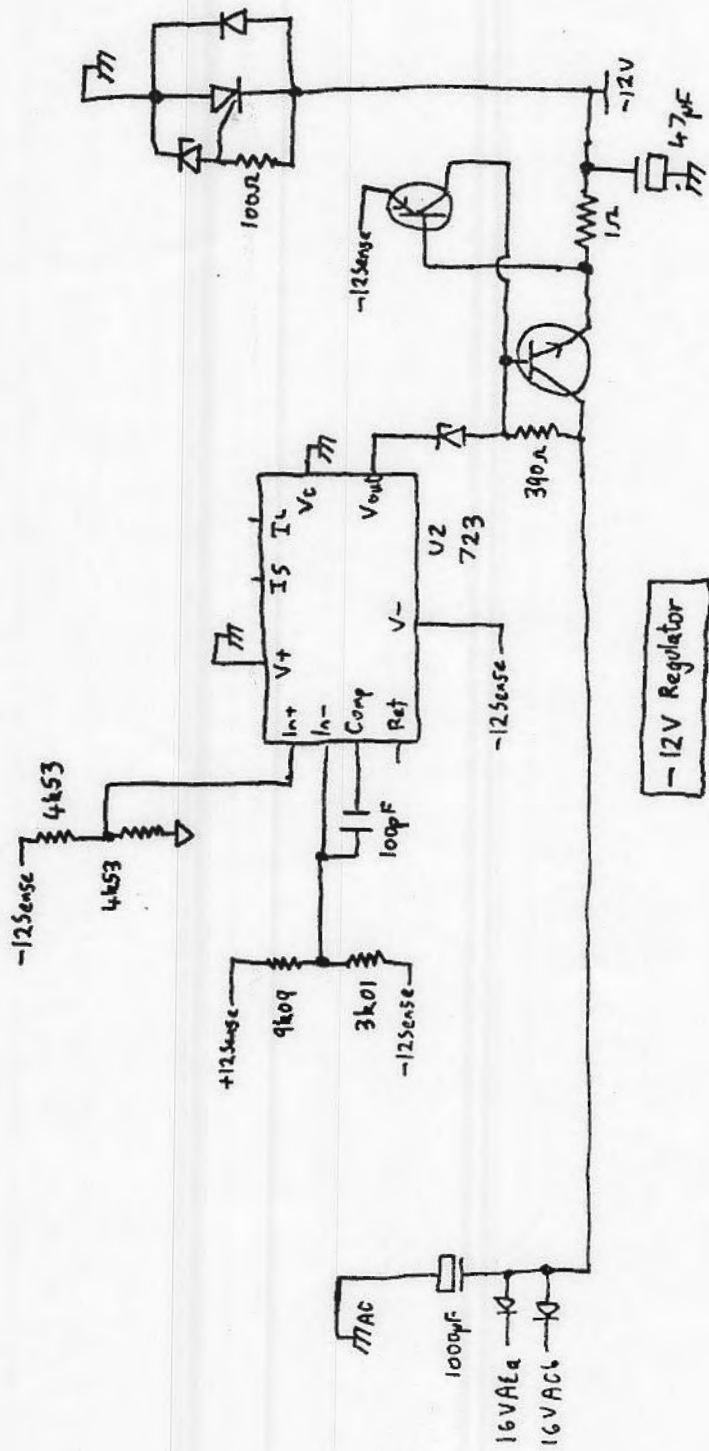 100Ω
-12V
47µF
1Ω
-12Sense
390Ω
V+
IS
IL
Vc
Vout
In+
In-
Comp
Ref
V-
U2
723
-12Sense
-12Sense
4k53
4k53
100pF
+12Sense
9k09
3k01
-12Sense
AC
1000µF
16VACa
16VACb
-12V Regulator